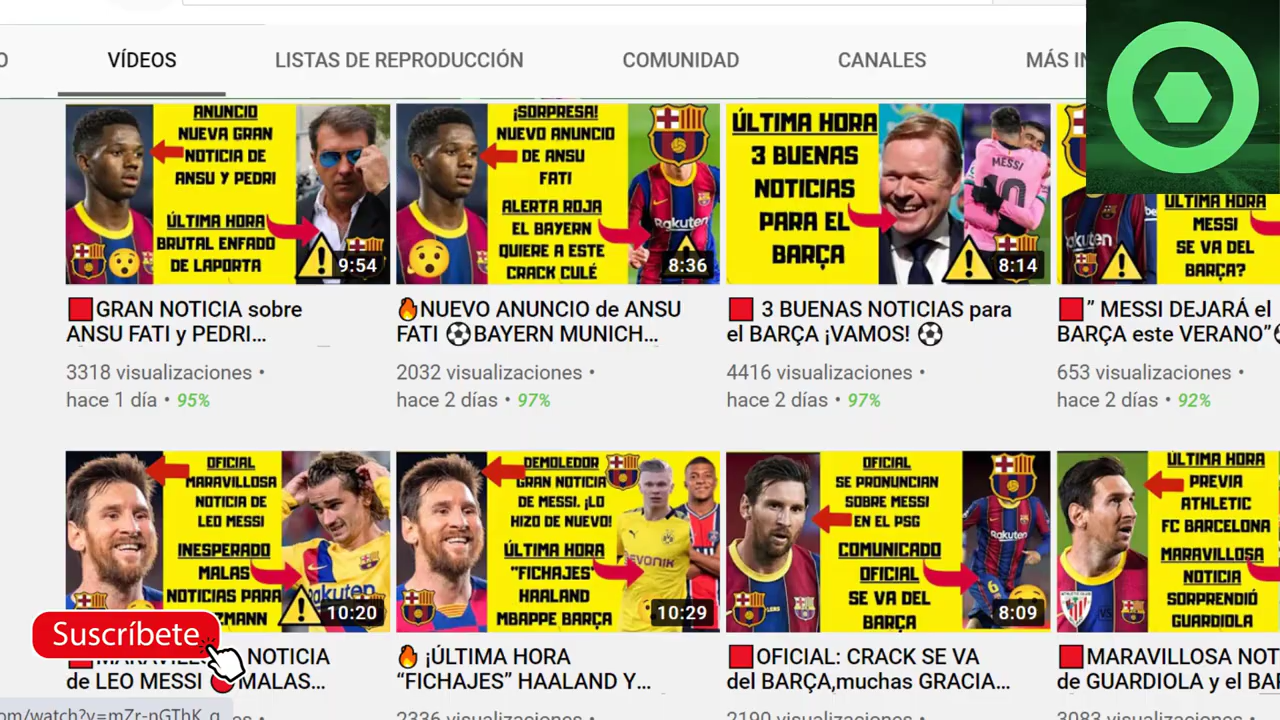 VÍDEOS
LISTAS DE REPRODUCCIÓN
COMUNIDAD
CANALES
MÁS
ANUNCIO
NUEVA GRAN
NOTICIA DE
ANSU Y PEDRI
ÚLTIMA HORA
BRUTAL ENFADO
DE LAPORTA
9:54
¡SORPRESA!
NUEVO ANUNCIO
DE ANSU
FATI
ALERTA ROJA
EL BAYERN
QUIERE A ESTE
CRACK CULÉ
Rakuten
8:36
ÚLTIMA HORA
3 BUENAS
NOTICIAS
PARA EL
BARÇA
MESSI
10
8:14
ÚLTIMA HORA
MESSI
SE VA DEL
BARÇA?
🟥GRAN NOTICIA sobre
ANSU FATI y PEDRI...
3318 visualizaciones •
hace 1 día • 95%
🔥NUEVO ANUNCIO de ANSU
FATI ⚽BAYERN MUNICH...
2032 visualizaciones •
hace 2 días • 97%
🟥 3 BUENAS NOTICIAS para
el BARÇA ¡VAMOS! ⚽
4416 visualizaciones •
hace 2 días • 97%
🟥” MESSI DEJARÁ el
BARÇA este VERANO”
653 visualizaciones •
hace 2 días • 92%
OFICIAL
MARAVILLOSA
NOTICIA DE
LEO MESSI
INESPERADO
MALAS
NOTICIAS PARA
10:20
DEMOLEDOR
GRAN NOTICIA
DE MESSI. ¡LO
HIZO DE NUEVO!
ÚLTIMA HORA
"FICHAJES"
HAALAND
MBAPPE BARÇA
10:29
OFICIAL
SE PRONUNCIAN
SOBRE MESSI
EN EL PSG
COMUNICADO
OFICIAL
SE VA DEL
BARÇA
Rakuten
8:09
ÚLTIMA HORA
PREVIA
ATHLETIC
FC BARCELONA
MARAVILLOSA
NOTICIA
SORPRENDIÓ
GUARDIOLA
Suscríbete
NOTICIA
de LEO MESSI 🔴MALAS...
🔥 ¡ÚLTIMA HORA
“FICHAJES” HAALAND Y...
🟥OFICIAL: CRACK SE VA
del BARÇA,muchas GRACIA...
🟥MARAVILLOSA NOT
de GUARDIOLA y el